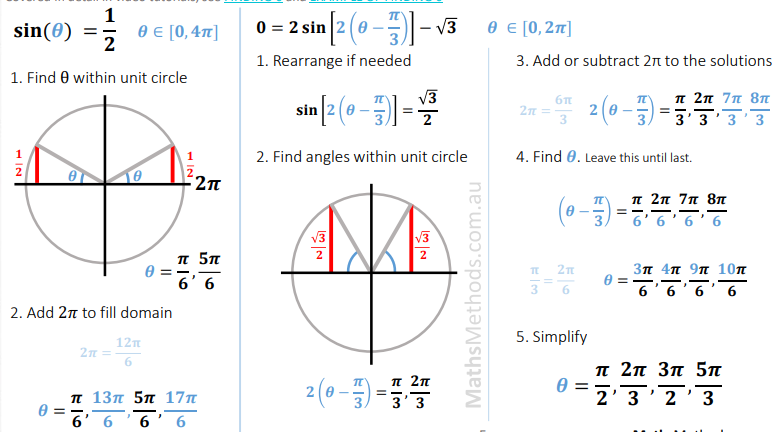 sin(θ) = 1/2   θ ∈ [0, 4π]
1. Find θ within unit circle
1/2
1/2
θ
θ
2π
θ = π/6, 5π/6
2. Add 2π to fill domain
2π = 12π/6
θ = π/6, 13π/6, 5π/6, 17π/6
0 = 2 sin[2(θ − π/3)] − √3   θ ∈ [0, 2π]
1. Rearrange if needed
sin[2(θ − π/3)] = √3/2
2. Find angles within unit circle
√3/2
√3/2
2(θ − π/3) = π/3, 2π/3
MathsMethods.com.au
3. Add or subtract 2π to the solutions
2π = 6π/3   2(θ − π/3) = π/3, 2π/3, 7π/3, 8π/3
4. Find θ. Leave this until last.
(θ − π/3) = π/6, 2π/6, 7π/6, 8π/6
π/3 = 2π/6   θ = 3π/6, 4π/6, 9π/6, 10π/6
5. Simplify
θ = π/2, 2π/3, 3π/2, 5π/3